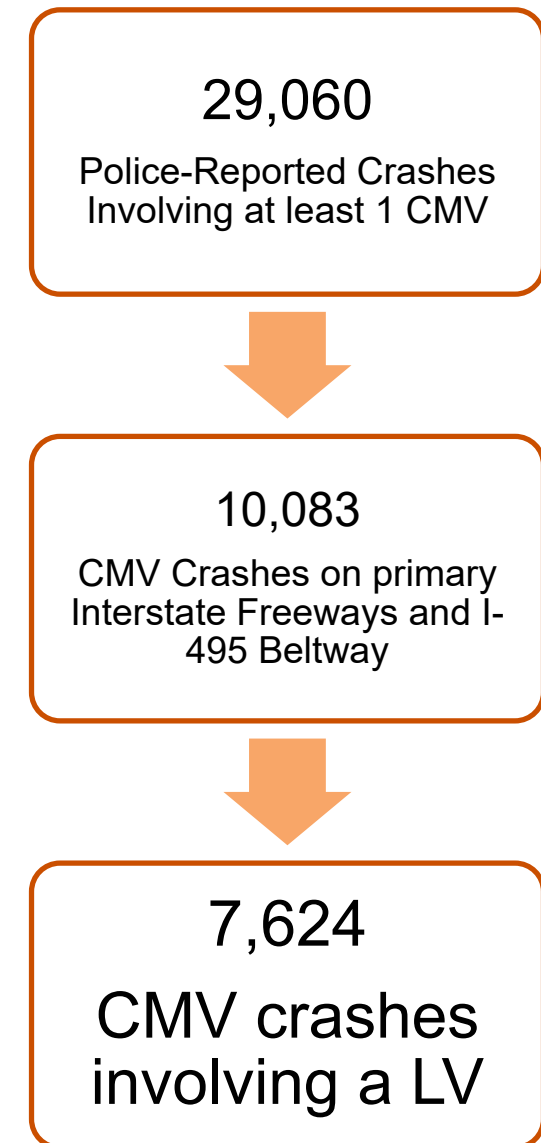 29,060
Police-Reported Crashes
Involving at least 1 CMV
10,083
CMV Crashes on primary
Interstate Freeways and I-
495 Beltway
7,624
CMV crashes
involving a LV